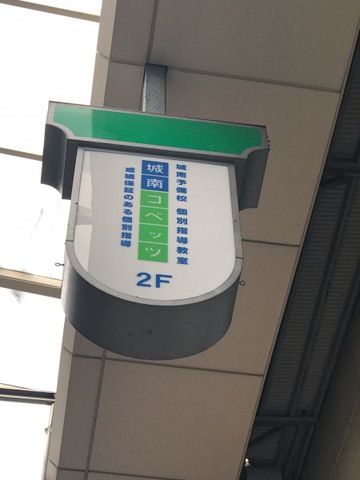 城南予備校 個別指導教室
城南コベッツ
成績保証のある個別指導
2F